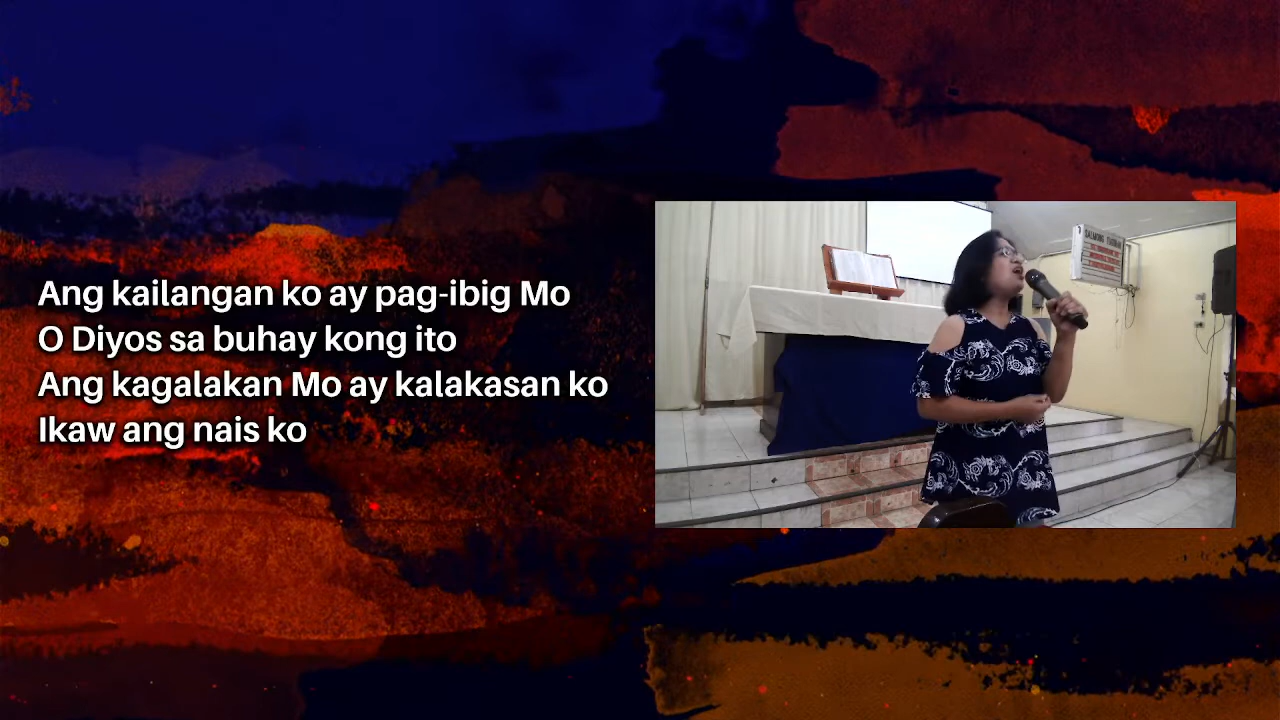 Ang kailangan ko ay pag-ibig Mo
O Diyos sa buhay kong ito
Ang kagalakan Mo ay kalakasan ko
Ikaw ang nais ko